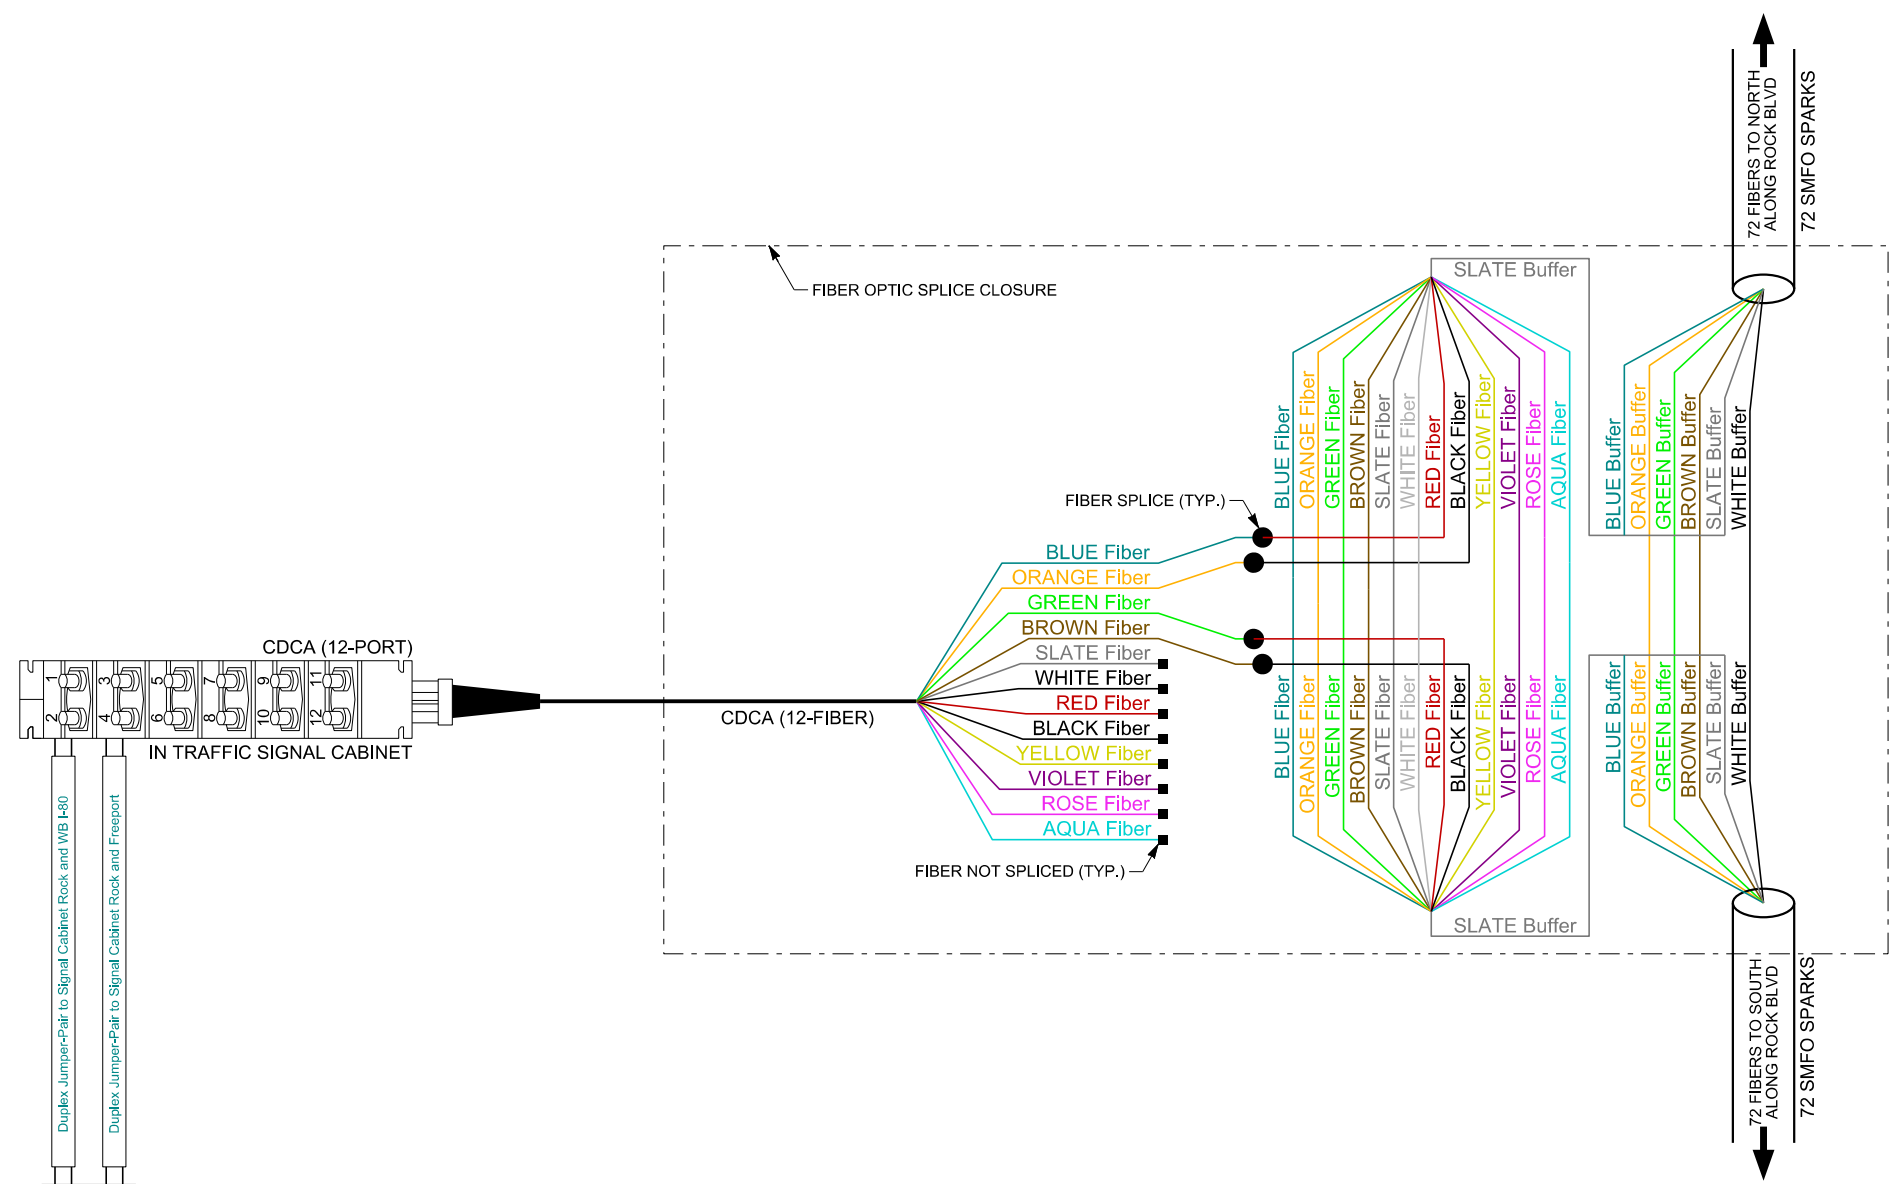 72 FIBERS TO NORTH
ALONG ROCK BLVD
72 SMFO SPARKS
FIBER OPTIC SPLICE CLOSURE
SLATE Buffer
BLUE Fiber
ORANGE Fiber
GREEN Fiber
BROWN Fiber
SLATE Fiber
WHITE Fiber
RED Fiber
BLACK Fiber
YELLOW Fiber
VIOLET Fiber
ROSE Fiber
AQUA Fiber
BLUE Buffer
ORANGE Buffer
GREEN Buffer
BROWN Buffer
SLATE Buffer
WHITE Buffer
FIBER SPLICE (TYP.)
BLUE Fiber
ORANGE Fiber
GREEN Fiber
BROWN Fiber
SLATE Fiber
WHITE Fiber
RED Fiber
BLACK Fiber
YELLOW Fiber
VIOLET Fiber
ROSE Fiber
AQUA Fiber
FIBER NOT SPLICED (TYP.)
CDCA (12-PORT)
1
3
5
7
9
11
2
4
6
8
10
12
IN TRAFFIC SIGNAL CABINET
CDCA (12-FIBER)
Duplex Jumper-Pair to Signal Cabinet Rock and WB I-80
Duplex Jumper-Pair to Signal Cabinet Rock and Freeport
BLUE Fiber
ORANGE Fiber
GREEN Fiber
BROWN Fiber
SLATE Fiber
WHITE Fiber
RED Fiber
BLACK Fiber
YELLOW Fiber
VIOLET Fiber
ROSE Fiber
AQUA Fiber
BLUE Buffer
ORANGE Buffer
GREEN Buffer
BROWN Buffer
SLATE Buffer
WHITE Buffer
SLATE Buffer
72 FIBERS TO SOUTH
ALONG ROCK BLVD
72 SMFO SPARKS